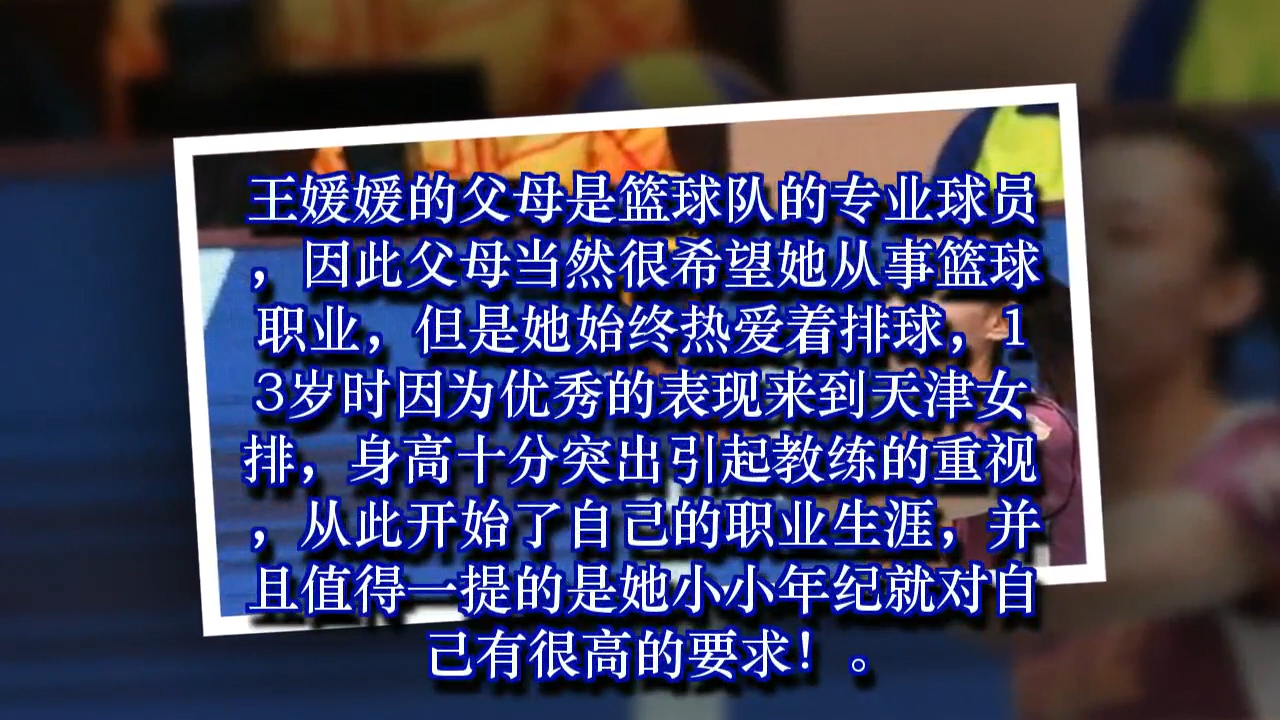 王媛媛的父母是篮球队的专业球员
，因此父母当然很希望她从事篮球
职业，但是她始终热爱着排球，1
3岁时因为优秀的表现来到天津女
排，身高十分突出引起教练的重视
，从此开始了自己的职业生涯，并
且值得一提的是她小小年纪就对自
己有很高的要求！。